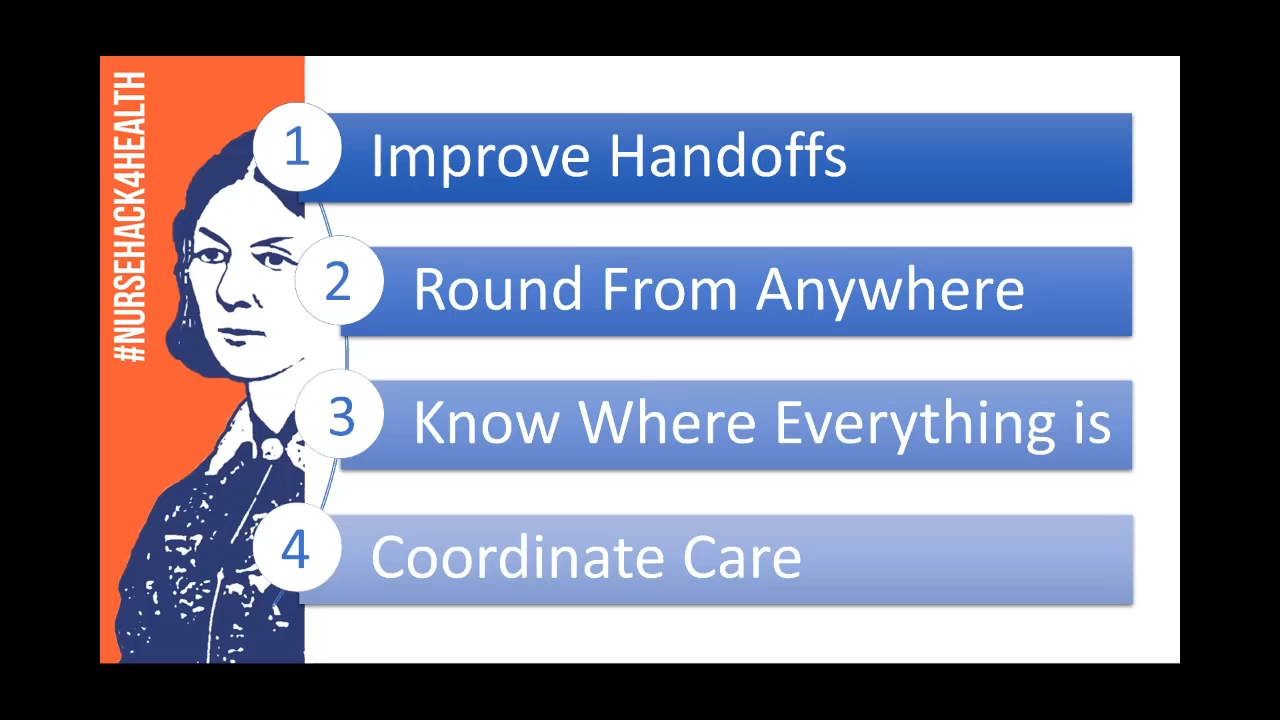 #NURSEHACK4HEALTH
1 Improve Handoffs
2 Round From Anywhere
3 Know Where Everything is
4 Coordinate Care